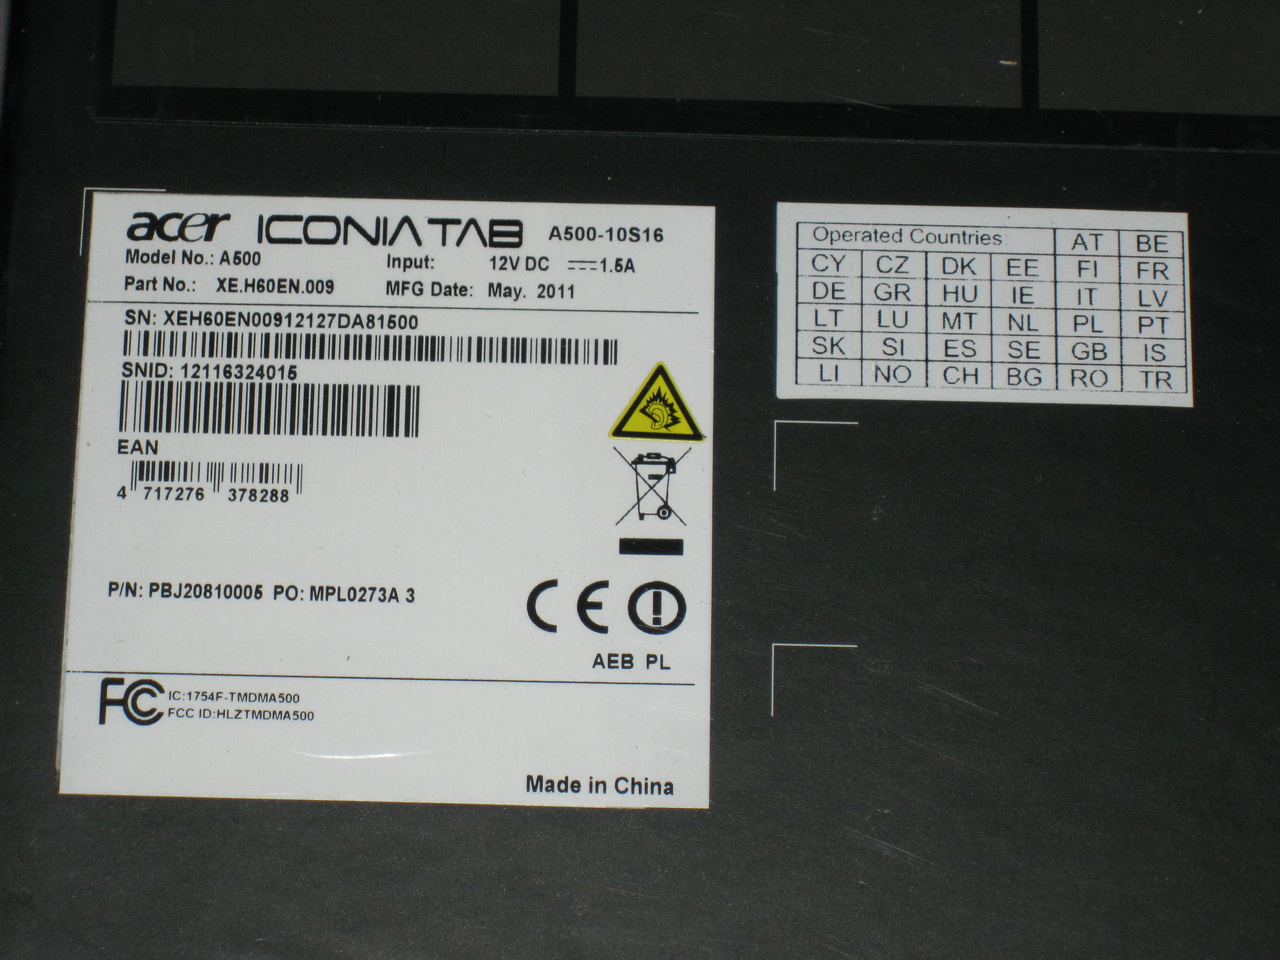 acer ICONIA TAB A500-10S16
Model No.: A500 Input: 12V DC 1.5A
Part No.: XE.H60EN.009 MFG Date: May. 2011
SN: XEH60EN00912127DA81500
SNID: 12116324015
EAN
4 717276 378288
P/N: PBJ20810005 PO: MPL0273A 3
CE
AEB PL
FC IC:1754F-TMDMA500
FCC ID:HLZTMDMA500
Made in China
Operated Countries AT BE
CY CZ DK EE FI FR
DE GR HU IE IT LV
LT LU MT NL PL PT
SK SI ES SE GB IS
LI NO CH BG RO TR